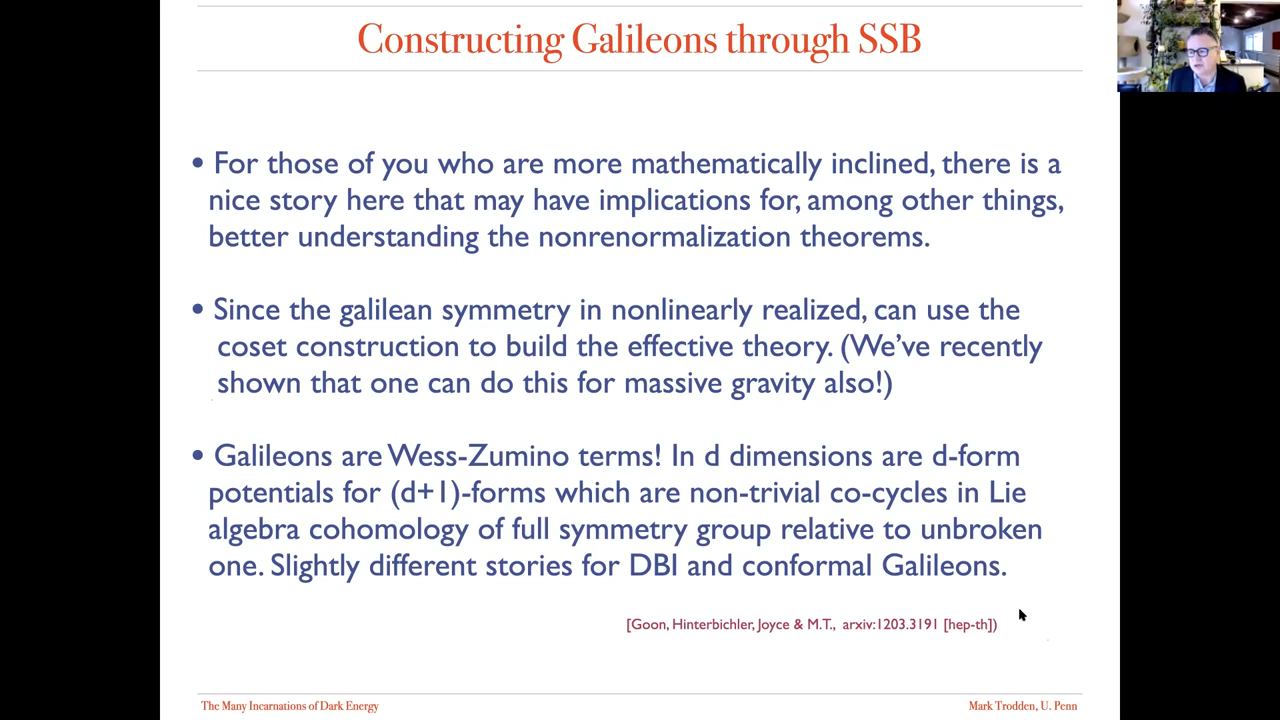 Constructing Galileons through SSB
• For those of you who are more mathematically inclined, there is a
nice story here that may have implications for, among other things,
better understanding the nonrenormalization theorems.
• Since the galilean symmetry in nonlinearly realized, can use the
coset construction to build the effective theory. (We've recently
shown that one can do this for massive gravity also!)
• Galileons are Wess-Zumino terms! In d dimensions are d-form
potentials for (d+1)-forms which are non-trivial co-cycles in Lie
algebra cohomology of full symmetry group relative to unbroken
one. Slightly different stories for DBI and conformal Galileons.
[Goon, Hinterbichler, Joyce & M.T., arxiv:1203.3191 [hep-th])
The Many Incarnations of Dark Energy
Mark Trodden, U. Penn